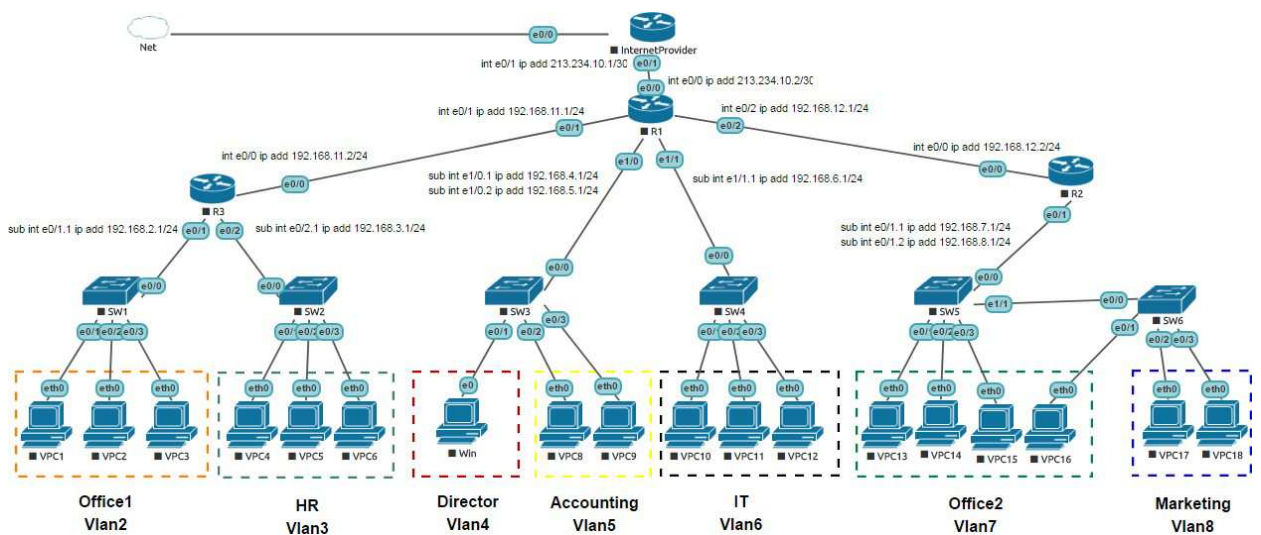 Net
e0/0
InternetProvider
e0/1
int e0/1 ip add 213.234.10.1/30
int e0/0 ip add 213.234.10.2/30
e0/0
int e0/1 ip add 192.168.11.1/24
int e0/2 ip add 192.168.12.1/24
e0/1
R1
e0/2
int e0/0 ip add 192.168.11.2/24
int e0/0 ip add 192.168.12.2/24
e1/0
e1/1
e0/0
e0/0
sub int e1/0.1 ip add 192.168.4.1/24
sub int e1/0.2 ip add 192.168.5.1/24
sub int e1/1.1 ip add 192.168.6.1/24
R3
R2
sub int e0/1.1 ip add 192.168.2.1/24
e0/1
e0/2
sub int e0/2.1 ip add 192.168.3.1/24
e0/1
sub int e0/1.1 ip add 192.168.7.1/24
sub int e0/1.2 ip add 192.168.8.1/24
e0/0
e0/0
e0/0
e0/0
e0/0
e1/1
e0/0
SW1
SW2
SW3
SW4
SW5
SW6
e0/1
e0/2
e0/3
e0/2
e0/3
e0/1
e0/2
e0/3
e0/1
e0/2
e0/3
e0/1
e0/2
e0/3
e0/1
e0/2
e0/3
eth0
eth0
eth0
eth0
eth0
eth0
e0
eth0
eth0
eth0
eth0
eth0
eth0
eth0
eth0
eth0
eth0
eth0
VPC1
VPC2
VPC3
VPC4
VPC5
VPC6
Win
VPC8
VPC9
VPC10
VPC11
VPC12
VPC13
VPC14
VPC15
VPC16
VPC17
VPC18
Office1
Vlan2
HR
Vlan3
Director
Vlan4
Accounting
Vlan5
IT
Vlan6
Office2
Vlan7
Marketing
Vlan8